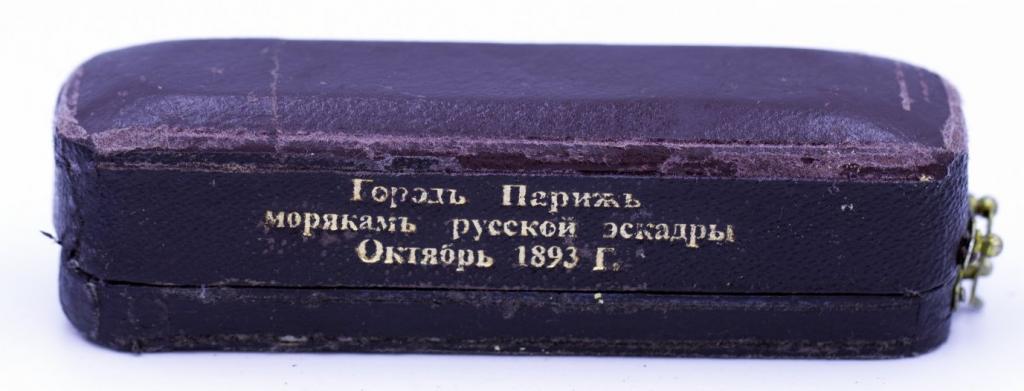 Городъ Парижъ
морякамъ русской эскадры
Октябрь 1893 Г.